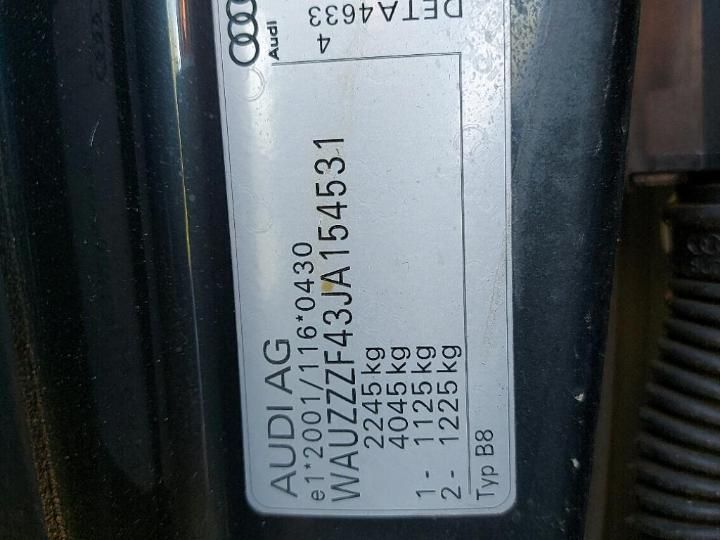 AUDI AG
e1*2001/116*0430
WAUZZZF43JA154531
2245 kg
4045 kg
1 - 1125 kg
2 - 1225 kg
Typ B8
Audi
4
DETA4633